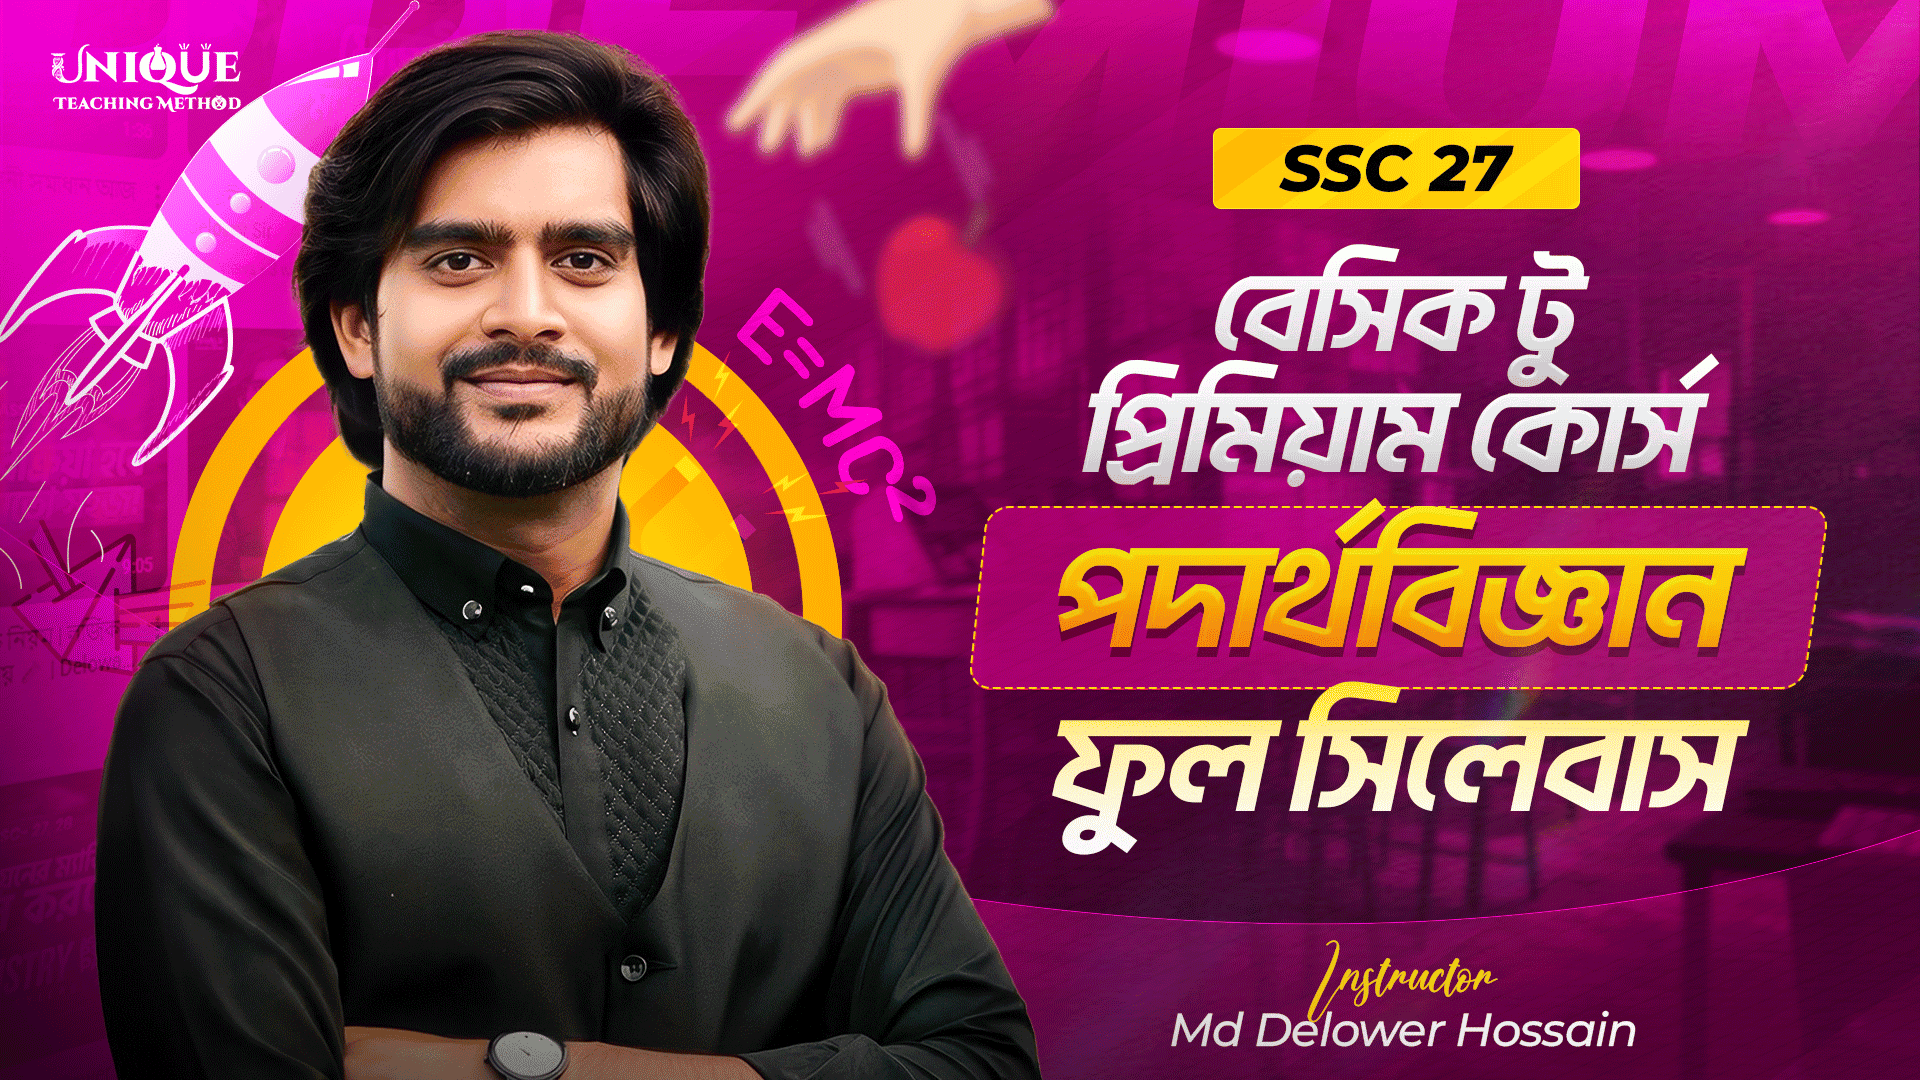 UNIQUE
TEACHING METHOD
SSC 27
বেসিক টু
প্রিমিয়াম কোর্স
E=MC2
পদার্থবিজ্ঞান
ফুল সিলেবাস
Instructor
Md Delower Hossain